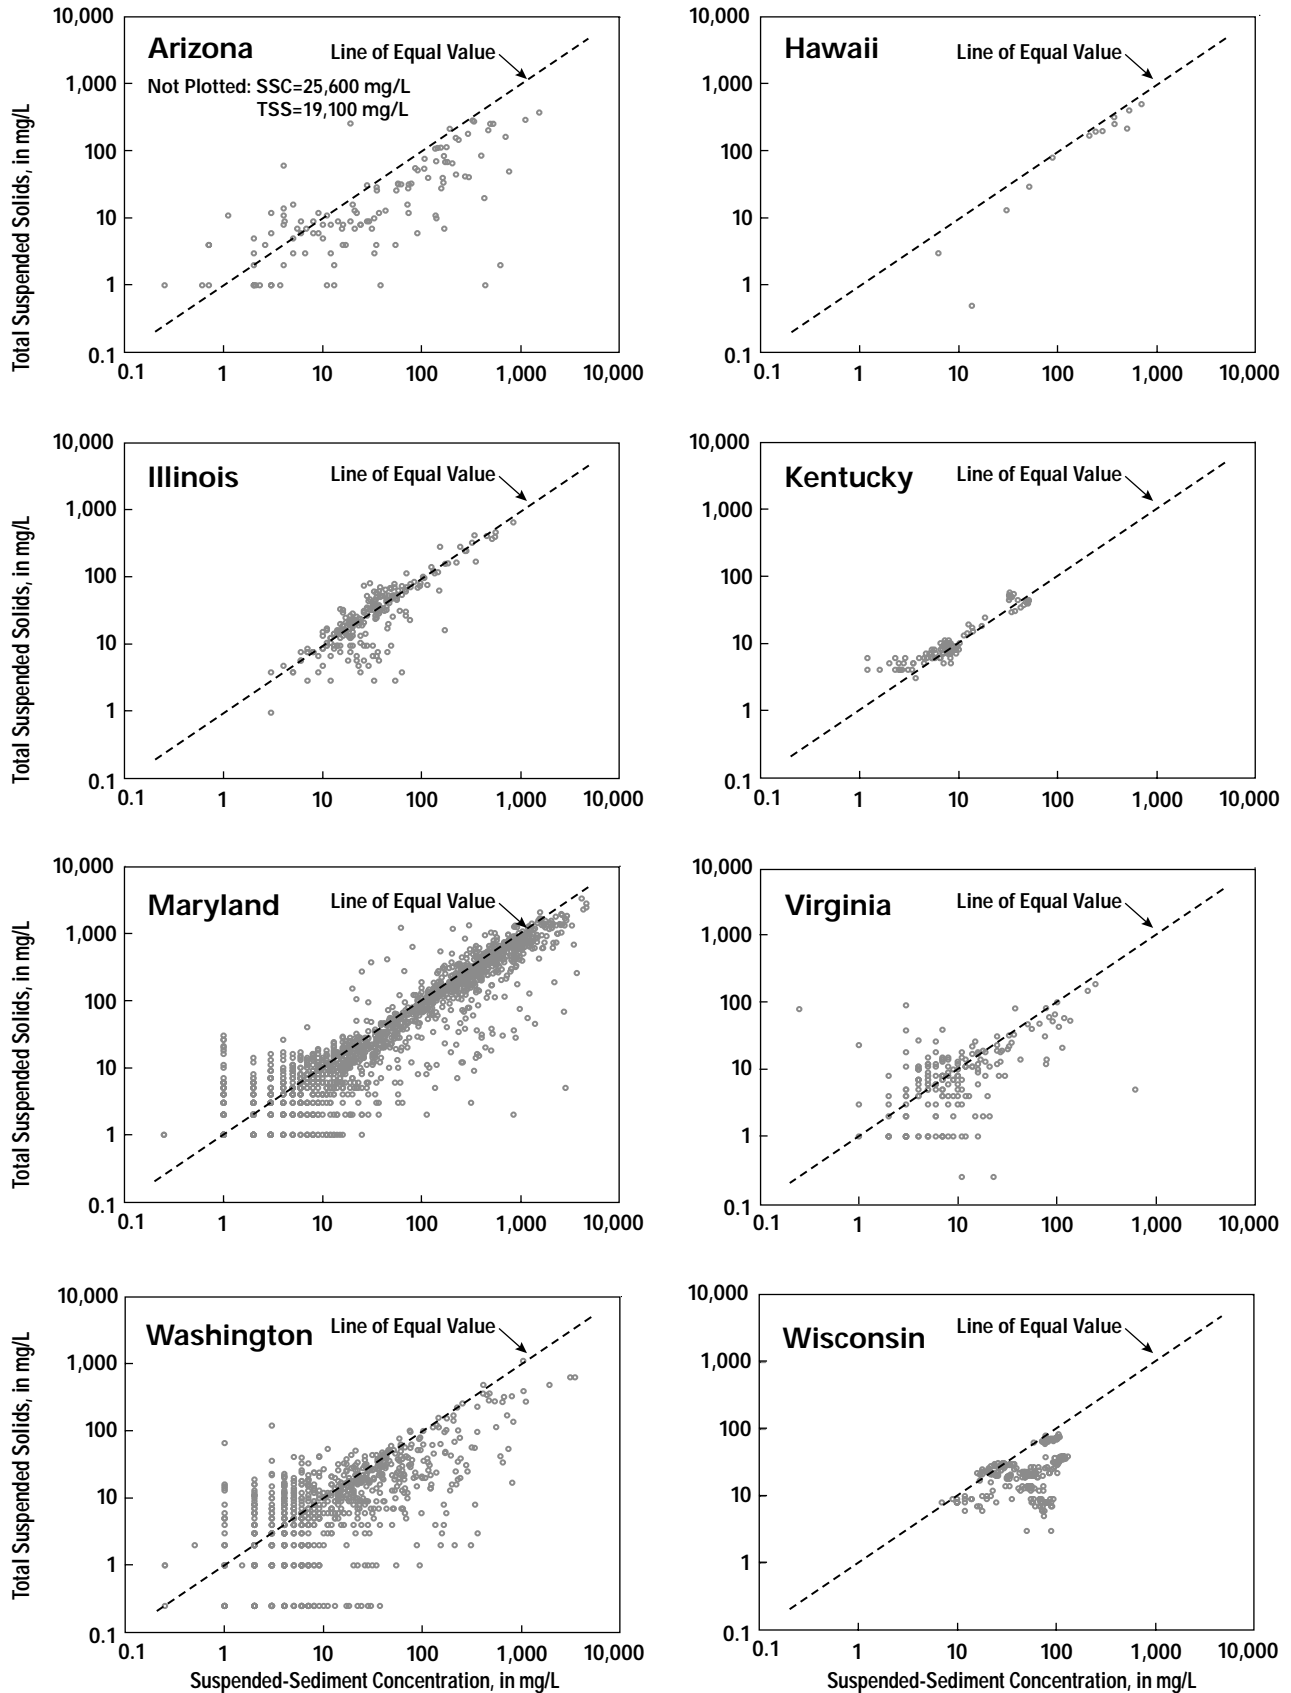 Arizona
Line of Equal Value
Not Plotted: SSC=25,600 mg/L
TSS=19,100 mg/L
Total Suspended Solids, in mg/L
10,000
1,000
100
10
1
0.1
0.1 1 10 100 1,000 10,000
Hawaii
Line of Equal Value
10,000
1,000
100
10
1
0.1
0.1 1 10 100 1,000 10,000
Illinois
Line of Equal Value
Total Suspended Solids, in mg/L
10,000
1,000
100
10
1
0.1
0.1 1 10 100 1,000 10,000
Kentucky
Line of Equal Value
10,000
1,000
100
10
1
0.1
0.1 1 10 100 1,000 10,000
Maryland
Line of Equal Value
Total Suspended Solids, in mg/L
10,000
1,000
100
10
1
0.1
0.1 1 10 100 1,000 10,000
Virginia
Line of Equal Value
10,000
1,000
100
10
1
0.1
0.1 1 10 100 1,000 10,000
Washington
Line of Equal Value
Total Suspended Solids, in mg/L
10,000
1,000
100
10
1
0.1
0.1 1 10 100 1,000 10,000
Suspended-Sediment Concentration, in mg/L
Wisconsin
Line of Equal Value
10,000
1,000
100
10
1
0.1
0.1 1 10 100 1,000 10,000
Suspended-Sediment Concentration, in mg/L